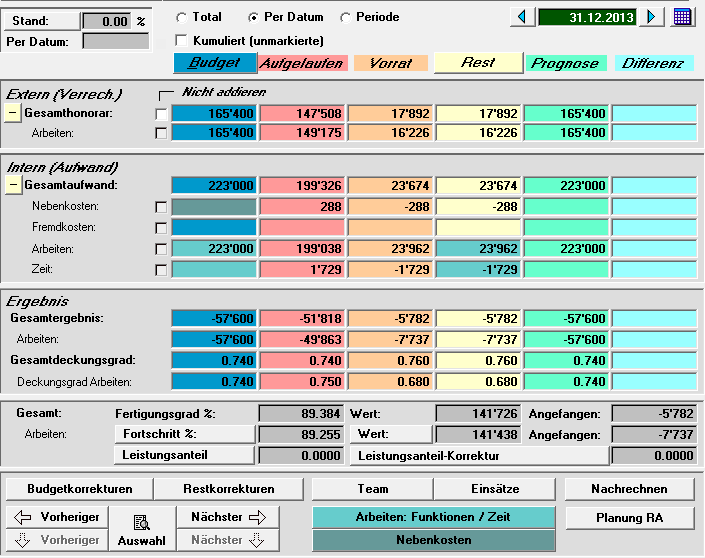 Stand: 0.00 %
Total Per Datum Periode 31.12.2013
Per Datum:
Kumuliert (unmarkierte)
Budget Aufgelaufen Vorrat Rest Prognose Differenz
Extern (Verrech.) Nicht addieren
Gesamthonorar: 165'400 147'508 17'892 17'892 165'400
Arbeiten: 165'400 149'175 16'226 16'226 165'400
Intern (Aufwand)
Gesamtaufwand: 223'000 199'326 23'674 23'674 223'000
Nebenkosten: 288 -288 -288
Fremdkosten:
Arbeiten: 223'000 199'038 23'962 23'962 223'000
Zeit: 1'729 -1'729 -1'729
Ergebnis
Gesamtergebnis: -57'600 -51'818 -5'782 -5'782 -57'600
Arbeiten: -57'600 -49'863 -7'737 -7'737 -57'600
Gesamtdeckungsgrad: 0.740 0.740 0.760 0.760 0.740
Deckungsgrad Arbeiten: 0.740 0.750 0.680 0.680 0.740
Gesamt: Fertigungsgrad %: 89.384 Wert: 141'726 Angefangen: -5'782
Arbeiten: Fortschritt %: 89.255 Wert: 141'438 Angefangen: -7'737
Leistungsanteil 0.0000 Leistungsanteil-Korrektur 0.0000
Budgetkorrekturen Restkorrekturen Team Einsätze Nachrechnen
Vorheriger Auswahl Nächster Arbeiten: Funktionen / Zeit Planung RA
Vorheriger Nächster Nebenkosten